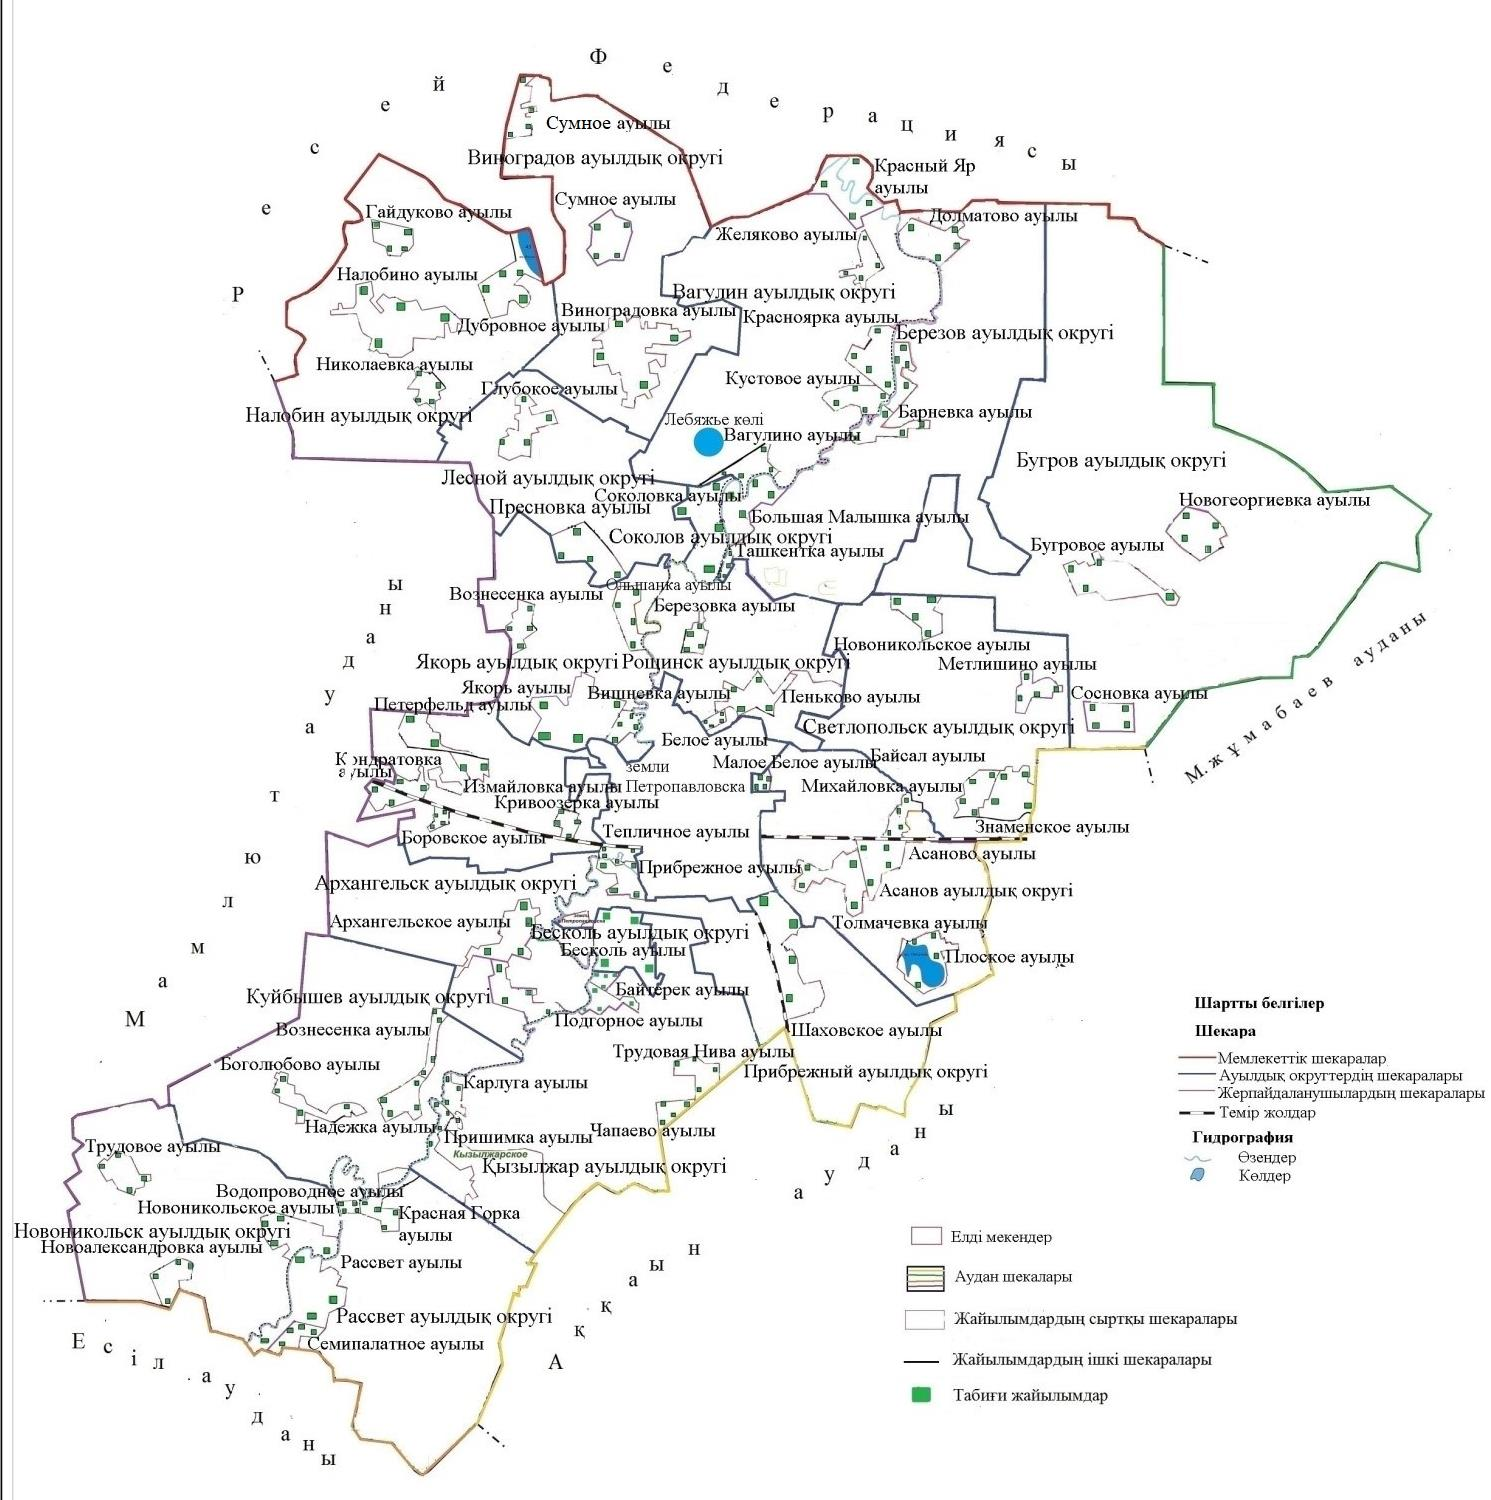 Ресей Федерациясы
Сумное ауылы
Виноградов ауылдық округі
Красный Яр
ауылы
Сумное ауылы
Гайдуково ауылы
Долматово ауылы
Желяково ауылы
Налобино ауылы
Вагулин ауылдық округі
Виноградовка ауылы
Красноярка ауылы
Дубровное ауылы
Березов ауылдық округі
Николаевка ауылы
Кустовое ауылы
Глубокое ауылы
Налобин ауылдық округі
Барневка ауылы
Лебяжье көлі
Вагулино ауылы
Бугров ауылдық округі
Лесной ауылдық округі
Соколовка ауылы
Новогеоргиевка ауылы
Пресновка ауылы
Большая Малышка ауылы
Соколов ауылдық округі
Бугровое ауылы
Ташкентка ауылы
Ольшанка ауылы
Вознесенка ауылы
Березовка ауылы
Новоникольское ауылы
Якорь ауылдық округі
Рощинск ауылдық округі
Метлишино ауылы
Якорь ауылы
Вишневка ауылы
Пеньково ауылы
Сосновка ауылы
Петерфельд ауылы
Светлопольск ауылдық округі
Белое ауылы
Кондратовка
ауылы
земли
Петропавловска
Малое Белое ауылы
Байсал ауылы
Измайловка ауылы
Михайловка ауылы
Кривоозерка ауылы
Знаменское ауылы
Боровское ауылы
Тепличное ауылы
Асаново ауылы
Прибрежное ауылы
Архангельск ауылдық округі
Асанов ауылдық округі
Архангельское ауылы
земли
Петропавловска
Толмачевка ауылы
Бесколь ауылдық округі
Бесколь ауылы
Плоское ауылы
Куйбышев ауылдық округі
Байтерек ауылы
Подгорное ауылы
Шаховское ауылы
Вознесенка ауылы
Трудовая Нива ауылы
Боголюбово ауылы
Прибрежный ауылдық округі
Карлуга ауылы
Надежка ауылы
Пришимка ауылы
Чапаево ауылы
Трудовое ауылы
Кызылжарское
Қызылжар ауылдық округі
Водопроводное ауылы
Новоникольское ауылы
Красная Горка
ауылы
Новоникольск ауылдық округі
Новоалександровка ауылы
Рассвет ауылы
Рассвет ауылдық округі
Семипалатное ауылы
М. жұмабаев ауданы
Мамлют ауданы
Аққайын ауданы
Есіл ауданы
Шартты белгілер
Шекара
Мемлекеттік шекаралар
Ауылдық округтердің шекаралары
Жерпайдаланушылардың шекаралары
Темір жолдар
Гидрография
Өзендер
Көлдер
Елді мекендер
Аудан шекалары
Жайылымдардың сыртқы шекаралары
Жайылымдардың ішкі шекаралары
Табиғи жайылымдар